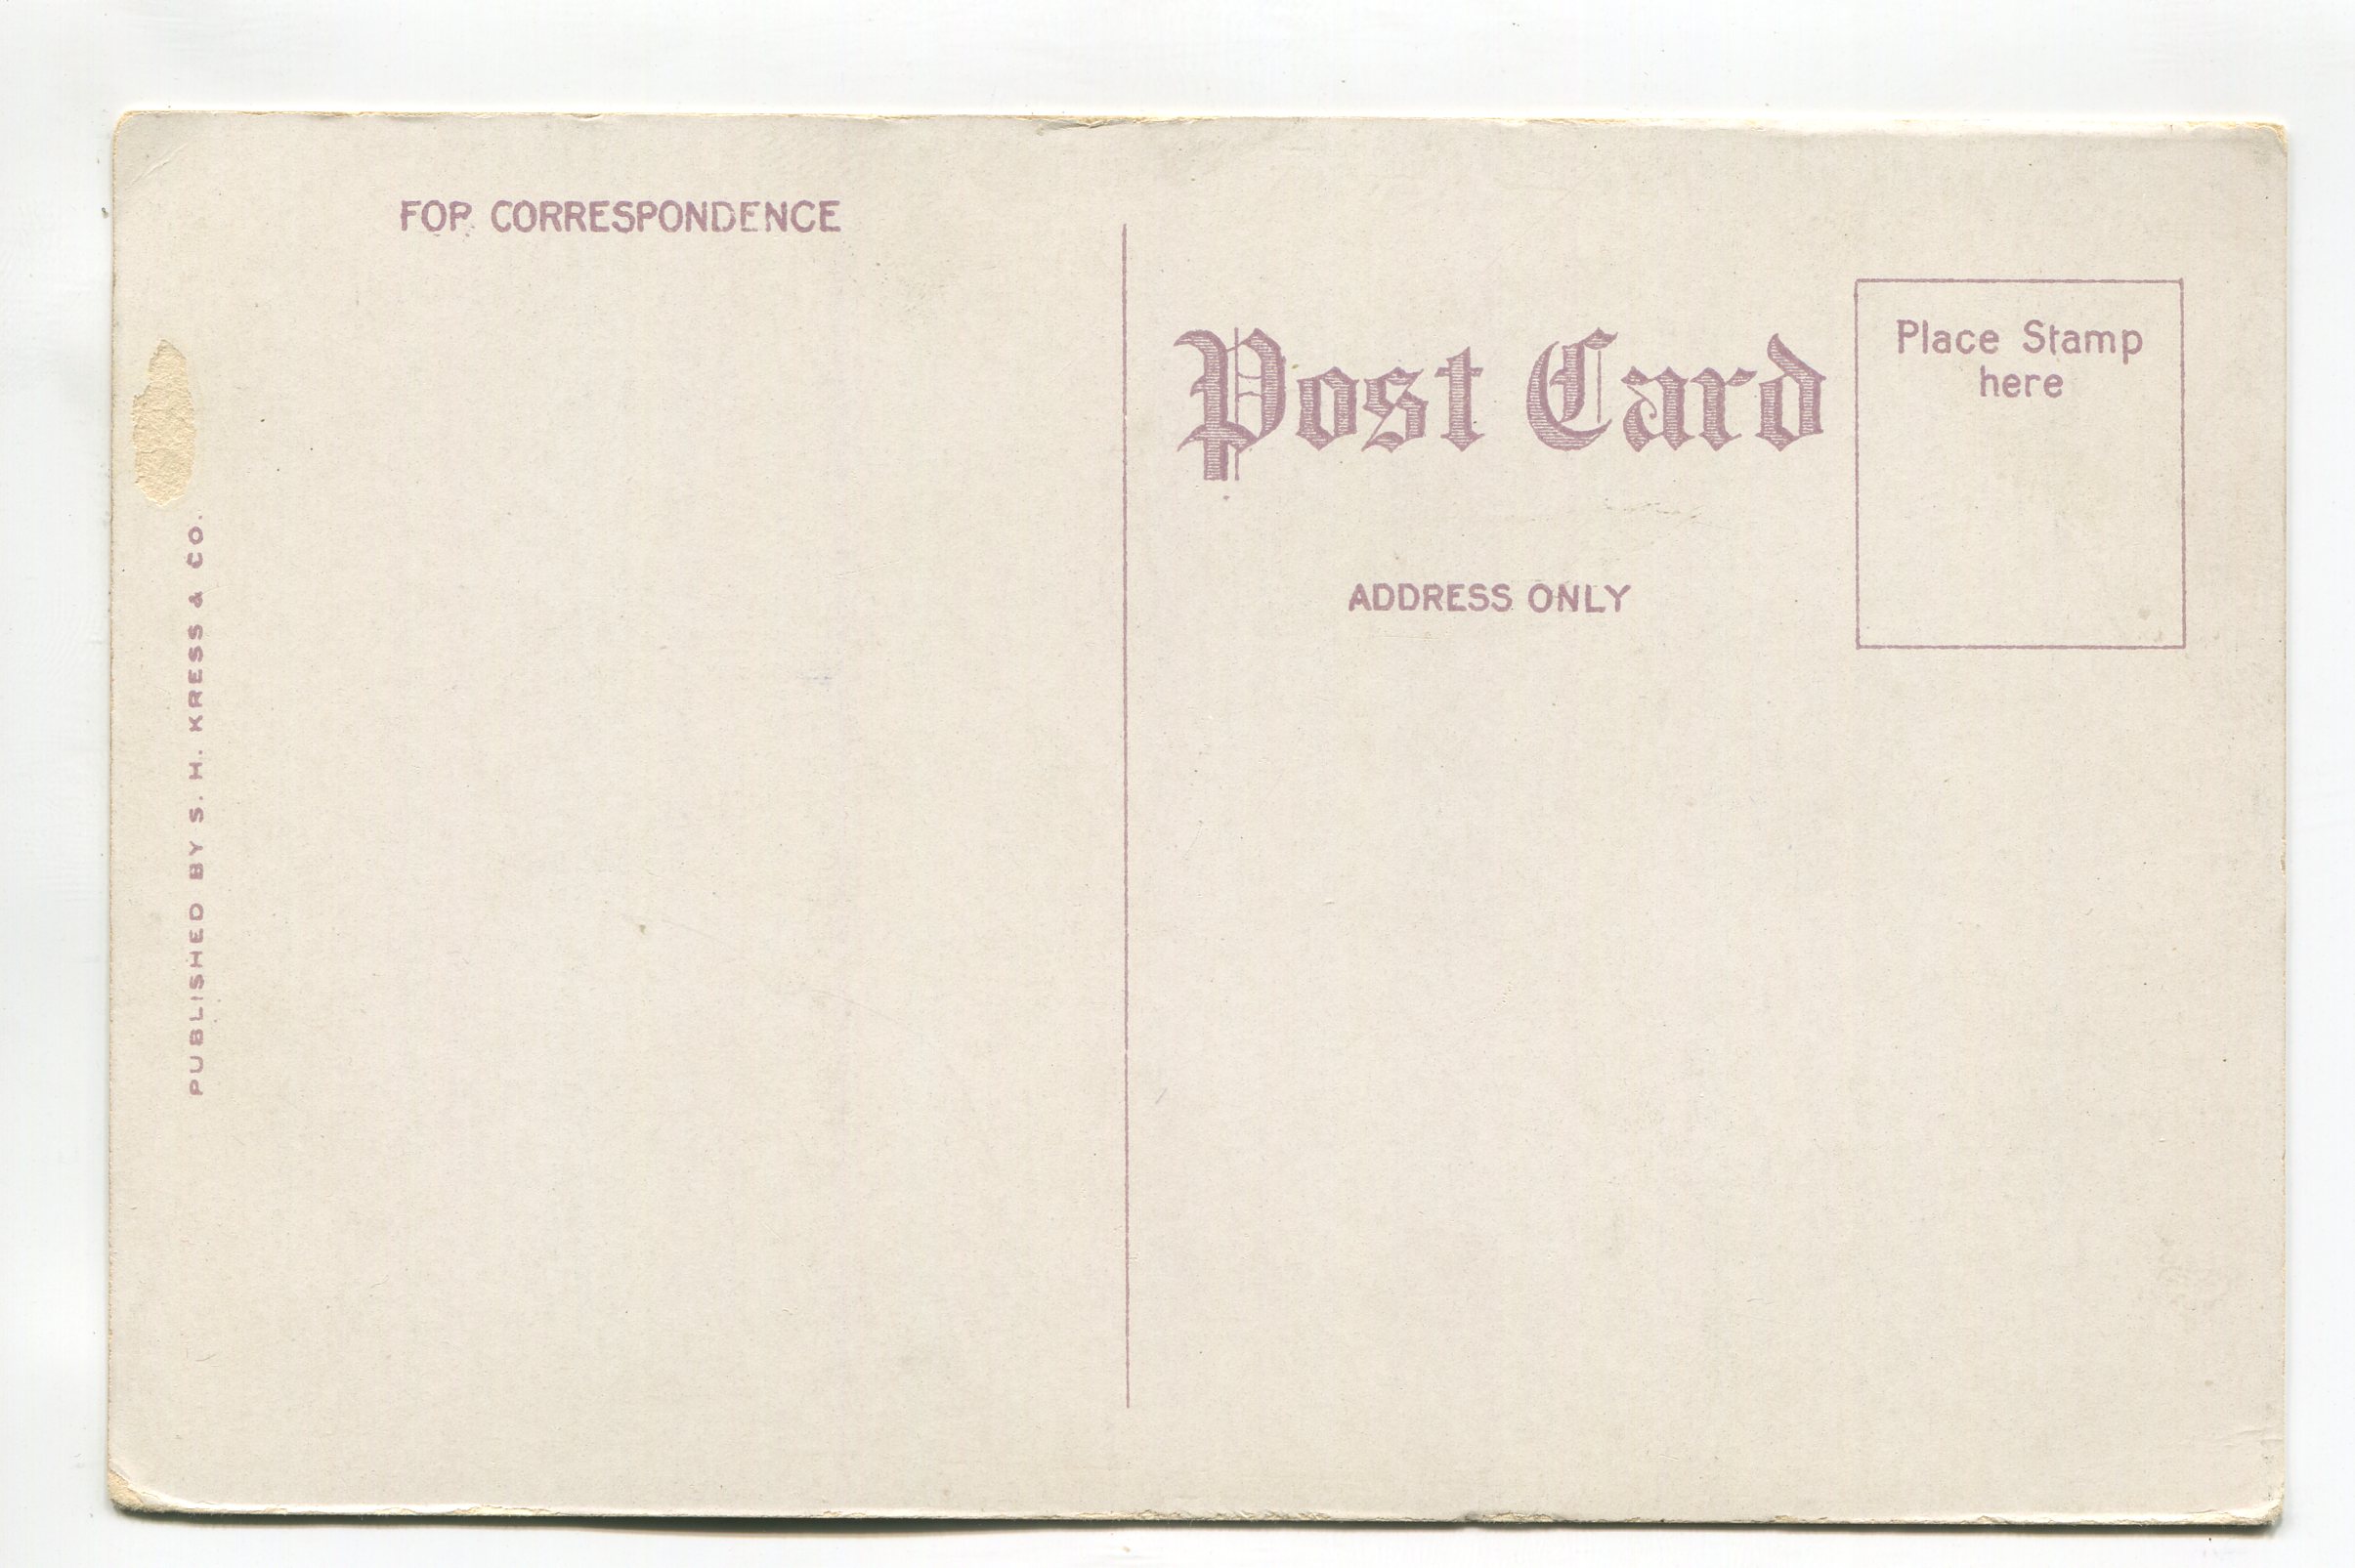 FOR CORRESPONDENCE
Post Card
Place Stamp
here
ADDRESS ONLY
PUBLISHED BY S. H. KRESS & CO.